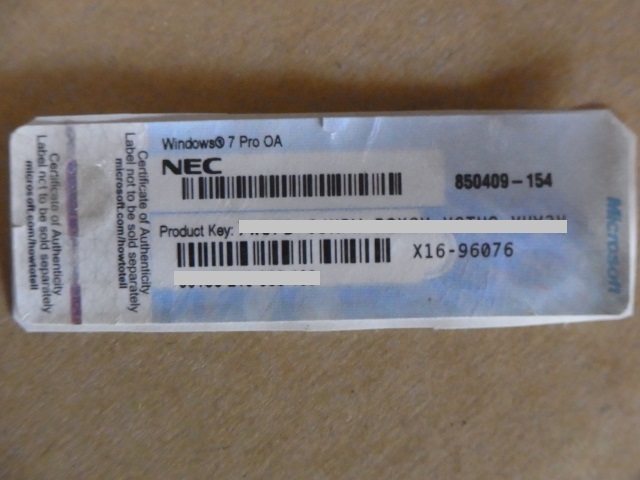 Windows® 7 Pro OA
NEC
850409-154
Product Key:
X16-96076
Certificate of Authenticity
Label not to be sold separately
microsoft.com/howtotell
Certificate of Authenticity
Label not to be sold separately
microsoft.com/howtotell
Microsoft